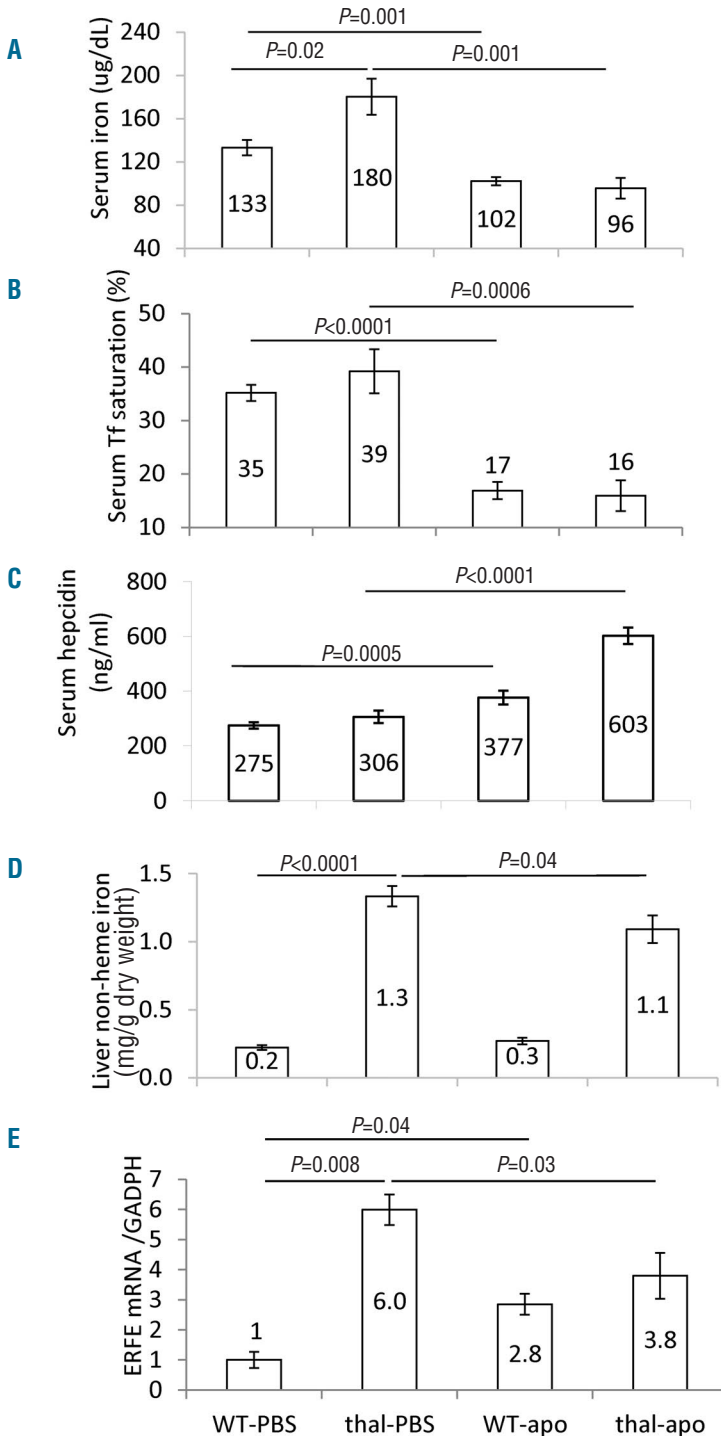 A
Serum iron (ug/dL)
240
200
160
120
80
40
P=0.001
P=0.02
P=0.001
133
180
102
96
B
Serum Tf saturation (%)
50
40
30
20
10
P=0.0006
P<0.0001
35
39
17
16
C
Serum hepcidin
(ng/ml)
800
600
400
200
0
P<0.0001
P=0.0005
275
306
377
603
D
Liver non-heme iron
(mg/g dry weight)
1.5
1.0
0.5
0.0
P<0.0001
P=0.04
0.2
1.3
0.3
1.1
E
ERFE mRNA /GADPH
7
6
5
4
3
2
1
0
P=0.04
P=0.008
P=0.03
1
6.0
2.8
3.8
WT-PBS
thal-PBS
WT-apo
thal-apo